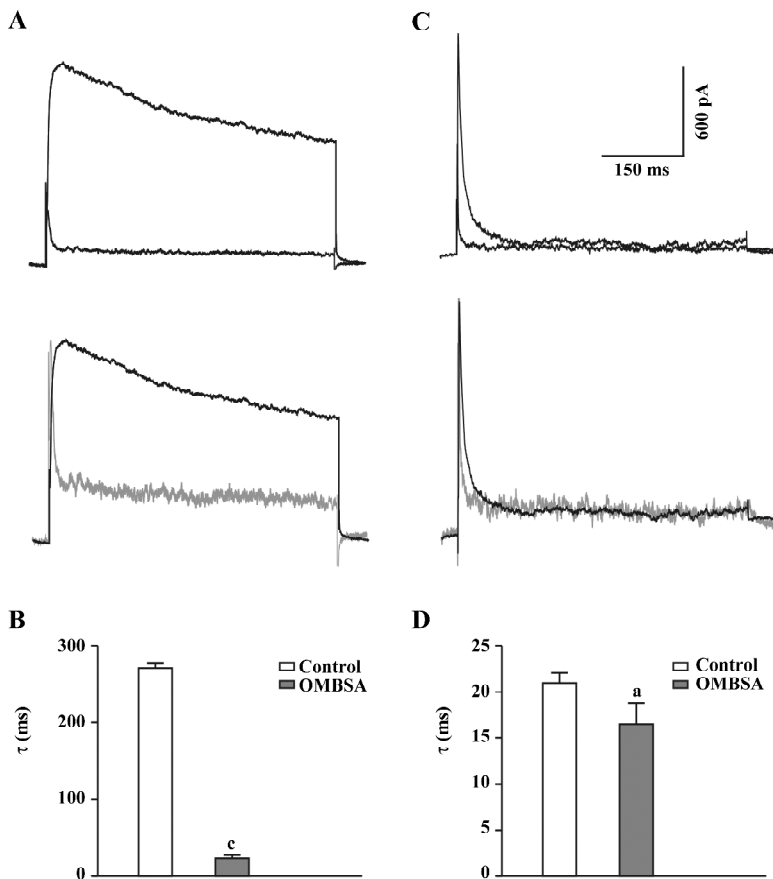 A
C
600 pA
150 ms
B
300
200
100
0
τ (ms)
Control
OMBSA
c
D
25
20
15
10
5
0
τ (ms)
Control
OMBSA
a